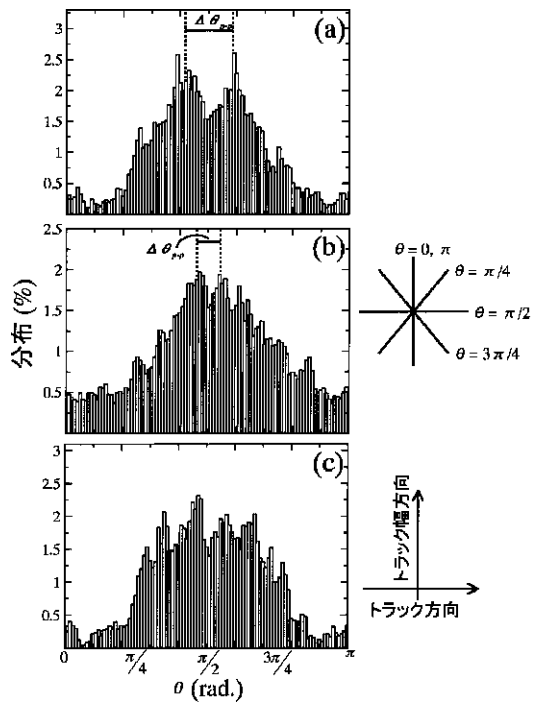 Δθp-p
(a)
3
2.5
2
1.5
1
0.5
Δθp-p
(b)
2.5
2
1.5
1
0.5
分布 (%)
θ=0, π
θ=π/4
θ=π/2
θ=3π/4
(c)
3
2.5
2
1.5
1
0.5
0
π/4
π/2
3π/4
π
θ (rad.)
トラック幅方向
トラック方向